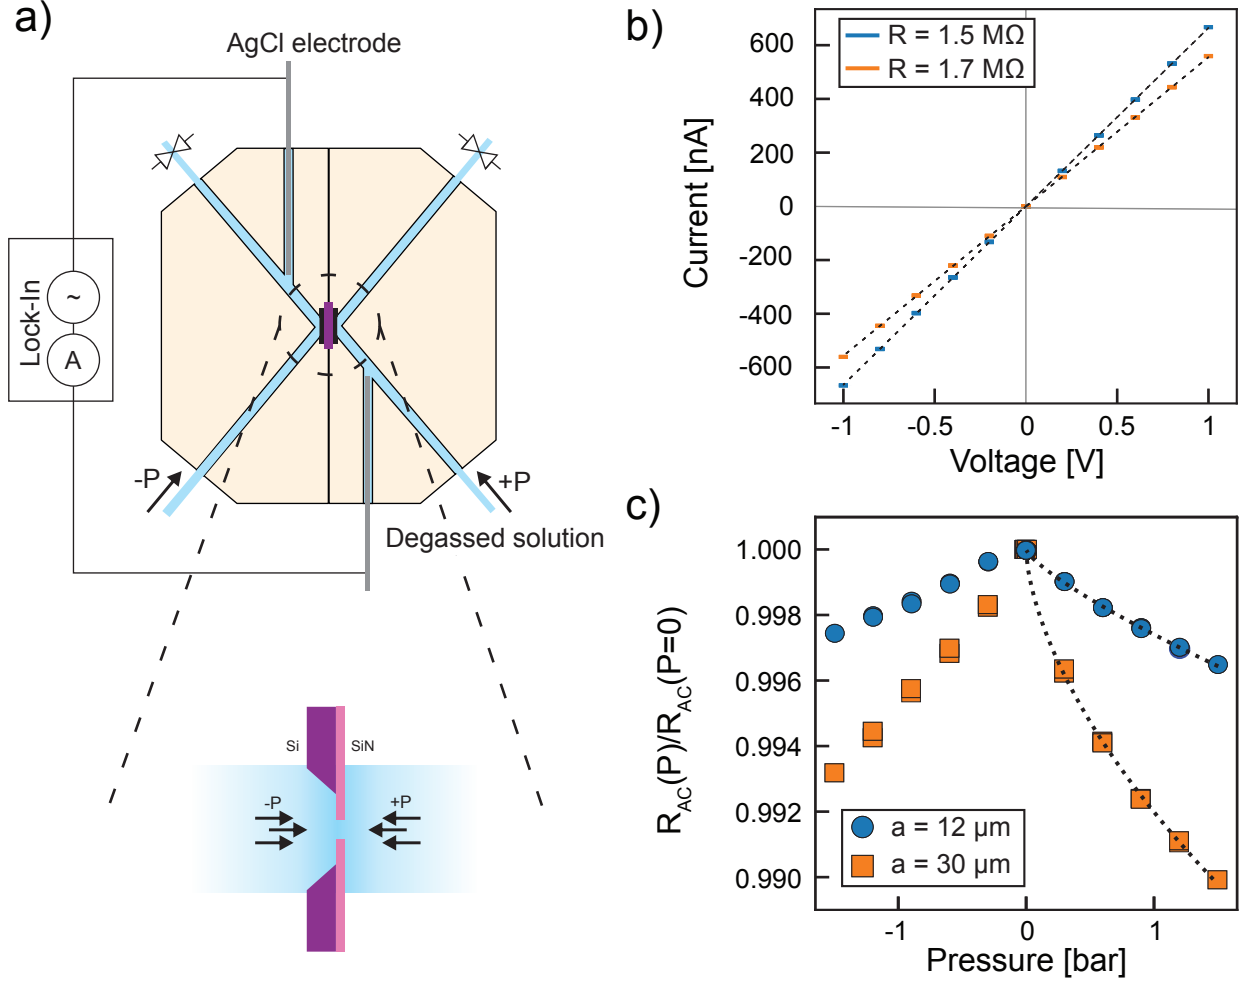 a)
AgCl electrode
Lock-In
~
A
-P
+P
Degassed solution
Si
SiN
-P
+P
b)
R = 1.5 MΩ
R = 1.7 MΩ
Current [nA]
600
400
200
0
-200
-400
-600
-1
-0.5
0
0.5
1
Voltage [V]
c)
R_AC(P)/R_AC(P=0)
1.000
0.998
0.996
0.994
0.992
0.990
a = 12 µm
a = 30 µm
-1
0
1
Pressure [bar]